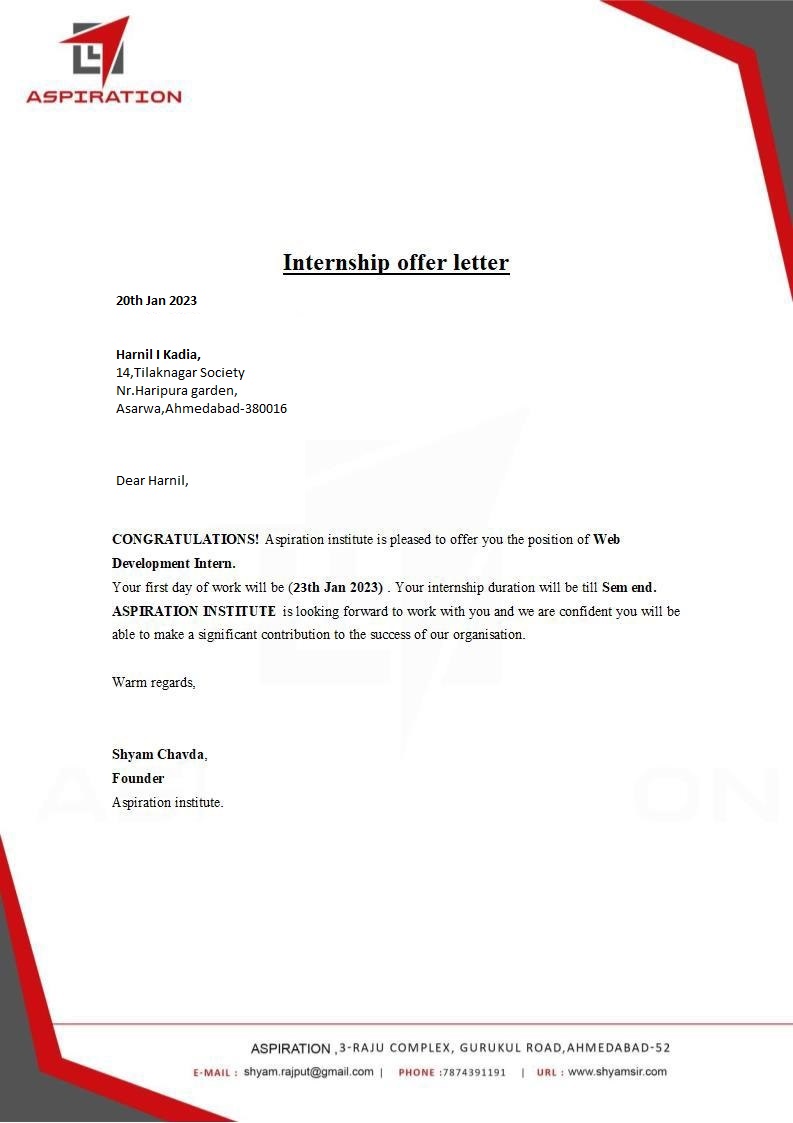 ASPIRATION
Internship offer letter
20th Jan 2023
Harnil I Kadia,
14,Tilaknagar Society
Nr.Haripura garden,
Asarwa,Ahmedabad-380016
Dear Harnil,
CONGRATULATIONS! Aspiration institute is pleased to offer you the position of Web
Development Intern.
Your first day of work will be (23th Jan 2023) . Your internship duration will be till Sem end.
ASPIRATION INSTITUTE is looking forward to work with you and we are confident you will be
able to make a significant contribution to the success of our organisation.
Warm regards,
Shyam Chavda,
Founder
Aspiration institute.
ASPIRATION ,3-RAJU COMPLEX, GURUKUL ROAD,AHMEDABAD-52
E-MAIL : shyam.rajput@gmail.com | PHONE :7874391191 | URL : www.shyamsir.com